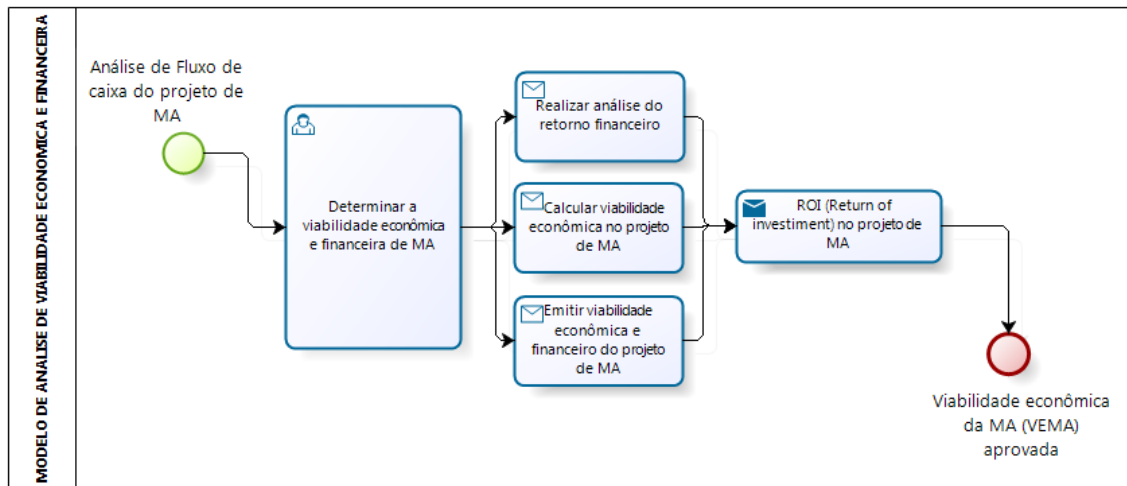 MODELO DE ANALISE DE VIABILIDADE ECONOMICA E FINANCEIRA
Análise de Fluxo de
caixa do projeto de
MA
Determinar a
viabilidade econômica
e financeira de MA
Realizar análise do
retorno financeiro
Calcular viabilidade
econômica no projeto
de MA
Emitir viabilidade
econômica e
financeiro do projeto
de MA
ROI (Return of
investiment) no projeto de
MA
Viabilidade econômica
da MA (VEMA)
aprovada